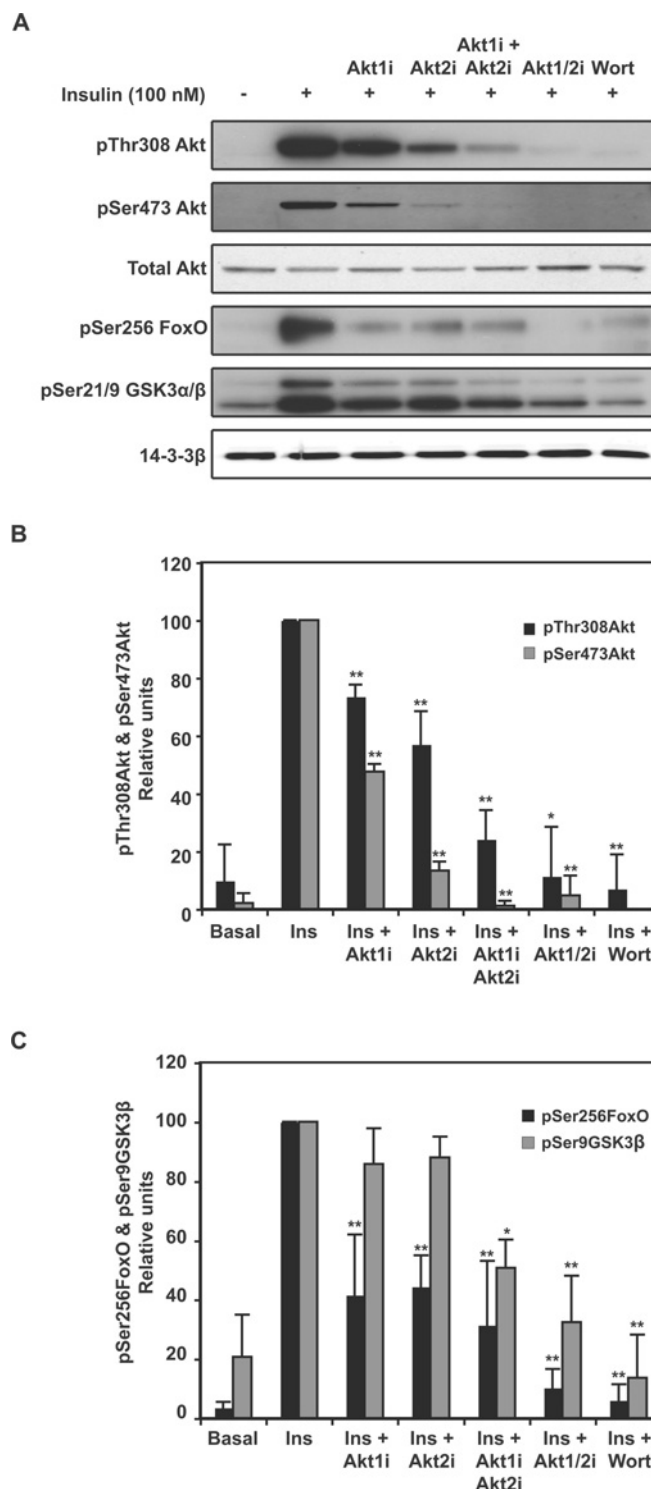 A
Akt1i +
Akt1i Akt2i Akt2i Akt1/2i Wort
Insulin (100 nM) - + + + + + +
pThr308 Akt
pSer473 Akt
Total Akt
pSer256 FoxO
pSer21/9 GSK3α/β
14-3-3β
B
120
100
80
60
40
20
0
pThr308Akt & pSer473Akt
Relative units
pThr308Akt
pSer473Akt
** ** ** ** ** ** * ** **
Basal Ins Ins + Ins + Ins + Ins + Ins +
Akt1i Akt2i Akt1i Akt1/2i Wort
Akt2i
C
120
100
80
60
40
20
0
pSer256FoxO & pSer9GSK3β
Relative units
pSer256FoxO
pSer9GSK3β
** ** ** * ** ** ** **
Basal Ins Ins + Ins + Ins + Ins + Ins +
Akt1i Akt2i Akt1i Akt1/2i Wort
Akt2i